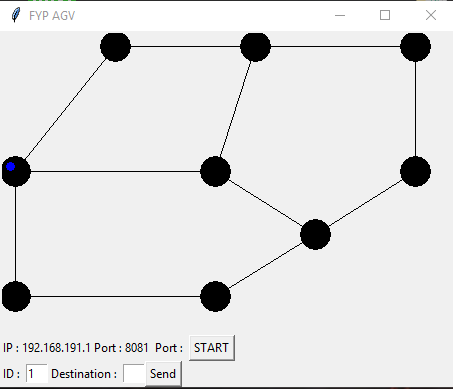 FYP AGV
IP : 192.168.191.1 Port : 8081 Port : START
ID : 1 Destination : Send